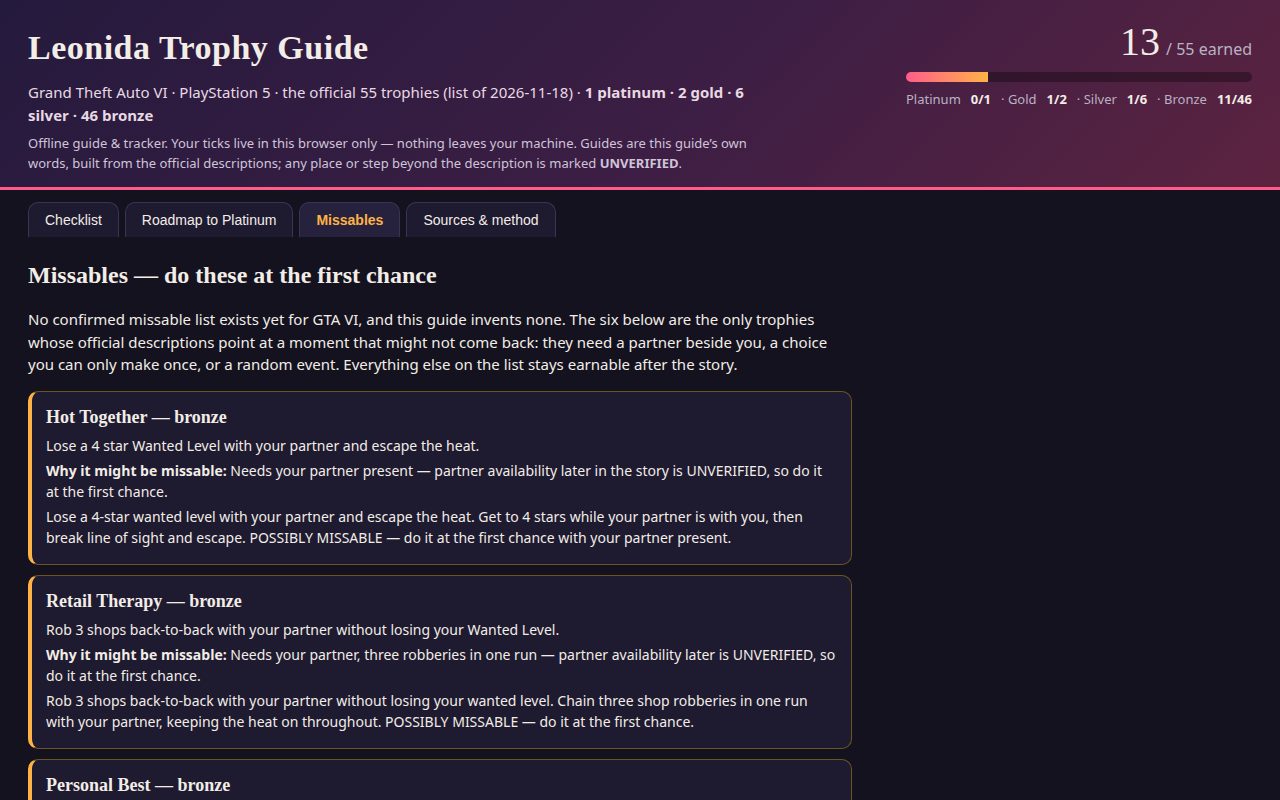 Leonida Trophy Guide
13 / 55 earned
Grand Theft Auto VI · PlayStation 5 · the official 55 trophies (list of 2026-11-18) · 1 platinum · 2 gold · 6
silver · 46 bronze
Platinum 0/1 · Gold 1/2 · Silver 1/6 · Bronze 11/46
Offline guide & tracker. Your ticks live in this browser only — nothing leaves your machine. Guides are this guide’s own
words, built from the official descriptions; any place or step beyond the description is marked UNVERIFIED.
Checklist
Roadmap to Platinum
Missables
Sources & method
Missables — do these at the first chance
No confirmed missable list exists yet for GTA VI, and this guide invents none. The six below are the only trophies
whose official descriptions point at a moment that might not come back: they need a partner beside you, a choice
you can only make once, or a random event. Everything else on the list stays earnable after the story.
Hot Together — bronze
Lose a 4 star Wanted Level with your partner and escape the heat.
Why it might be missable: Needs your partner present — partner availability later in the story is UNVERIFIED, so do it
at the first chance.
Lose a 4-star wanted level with your partner and escape the heat. Get to 4 stars while your partner is with you, then
break line of sight and escape. POSSIBLY MISSABLE — do it at the first chance with your partner present.
Retail Therapy — bronze
Rob 3 shops back-to-back with your partner without losing your Wanted Level.
Why it might be missable: Needs your partner, three robberies in one run — partner availability later is UNVERIFIED, so
do it at the first chance.
Rob 3 shops back-to-back with your partner without losing your wanted level. Chain three shop robberies in one run
with your partner, keeping the heat on throughout. POSSIBLY MISSABLE — do it at the first chance.
Personal Best — bronze